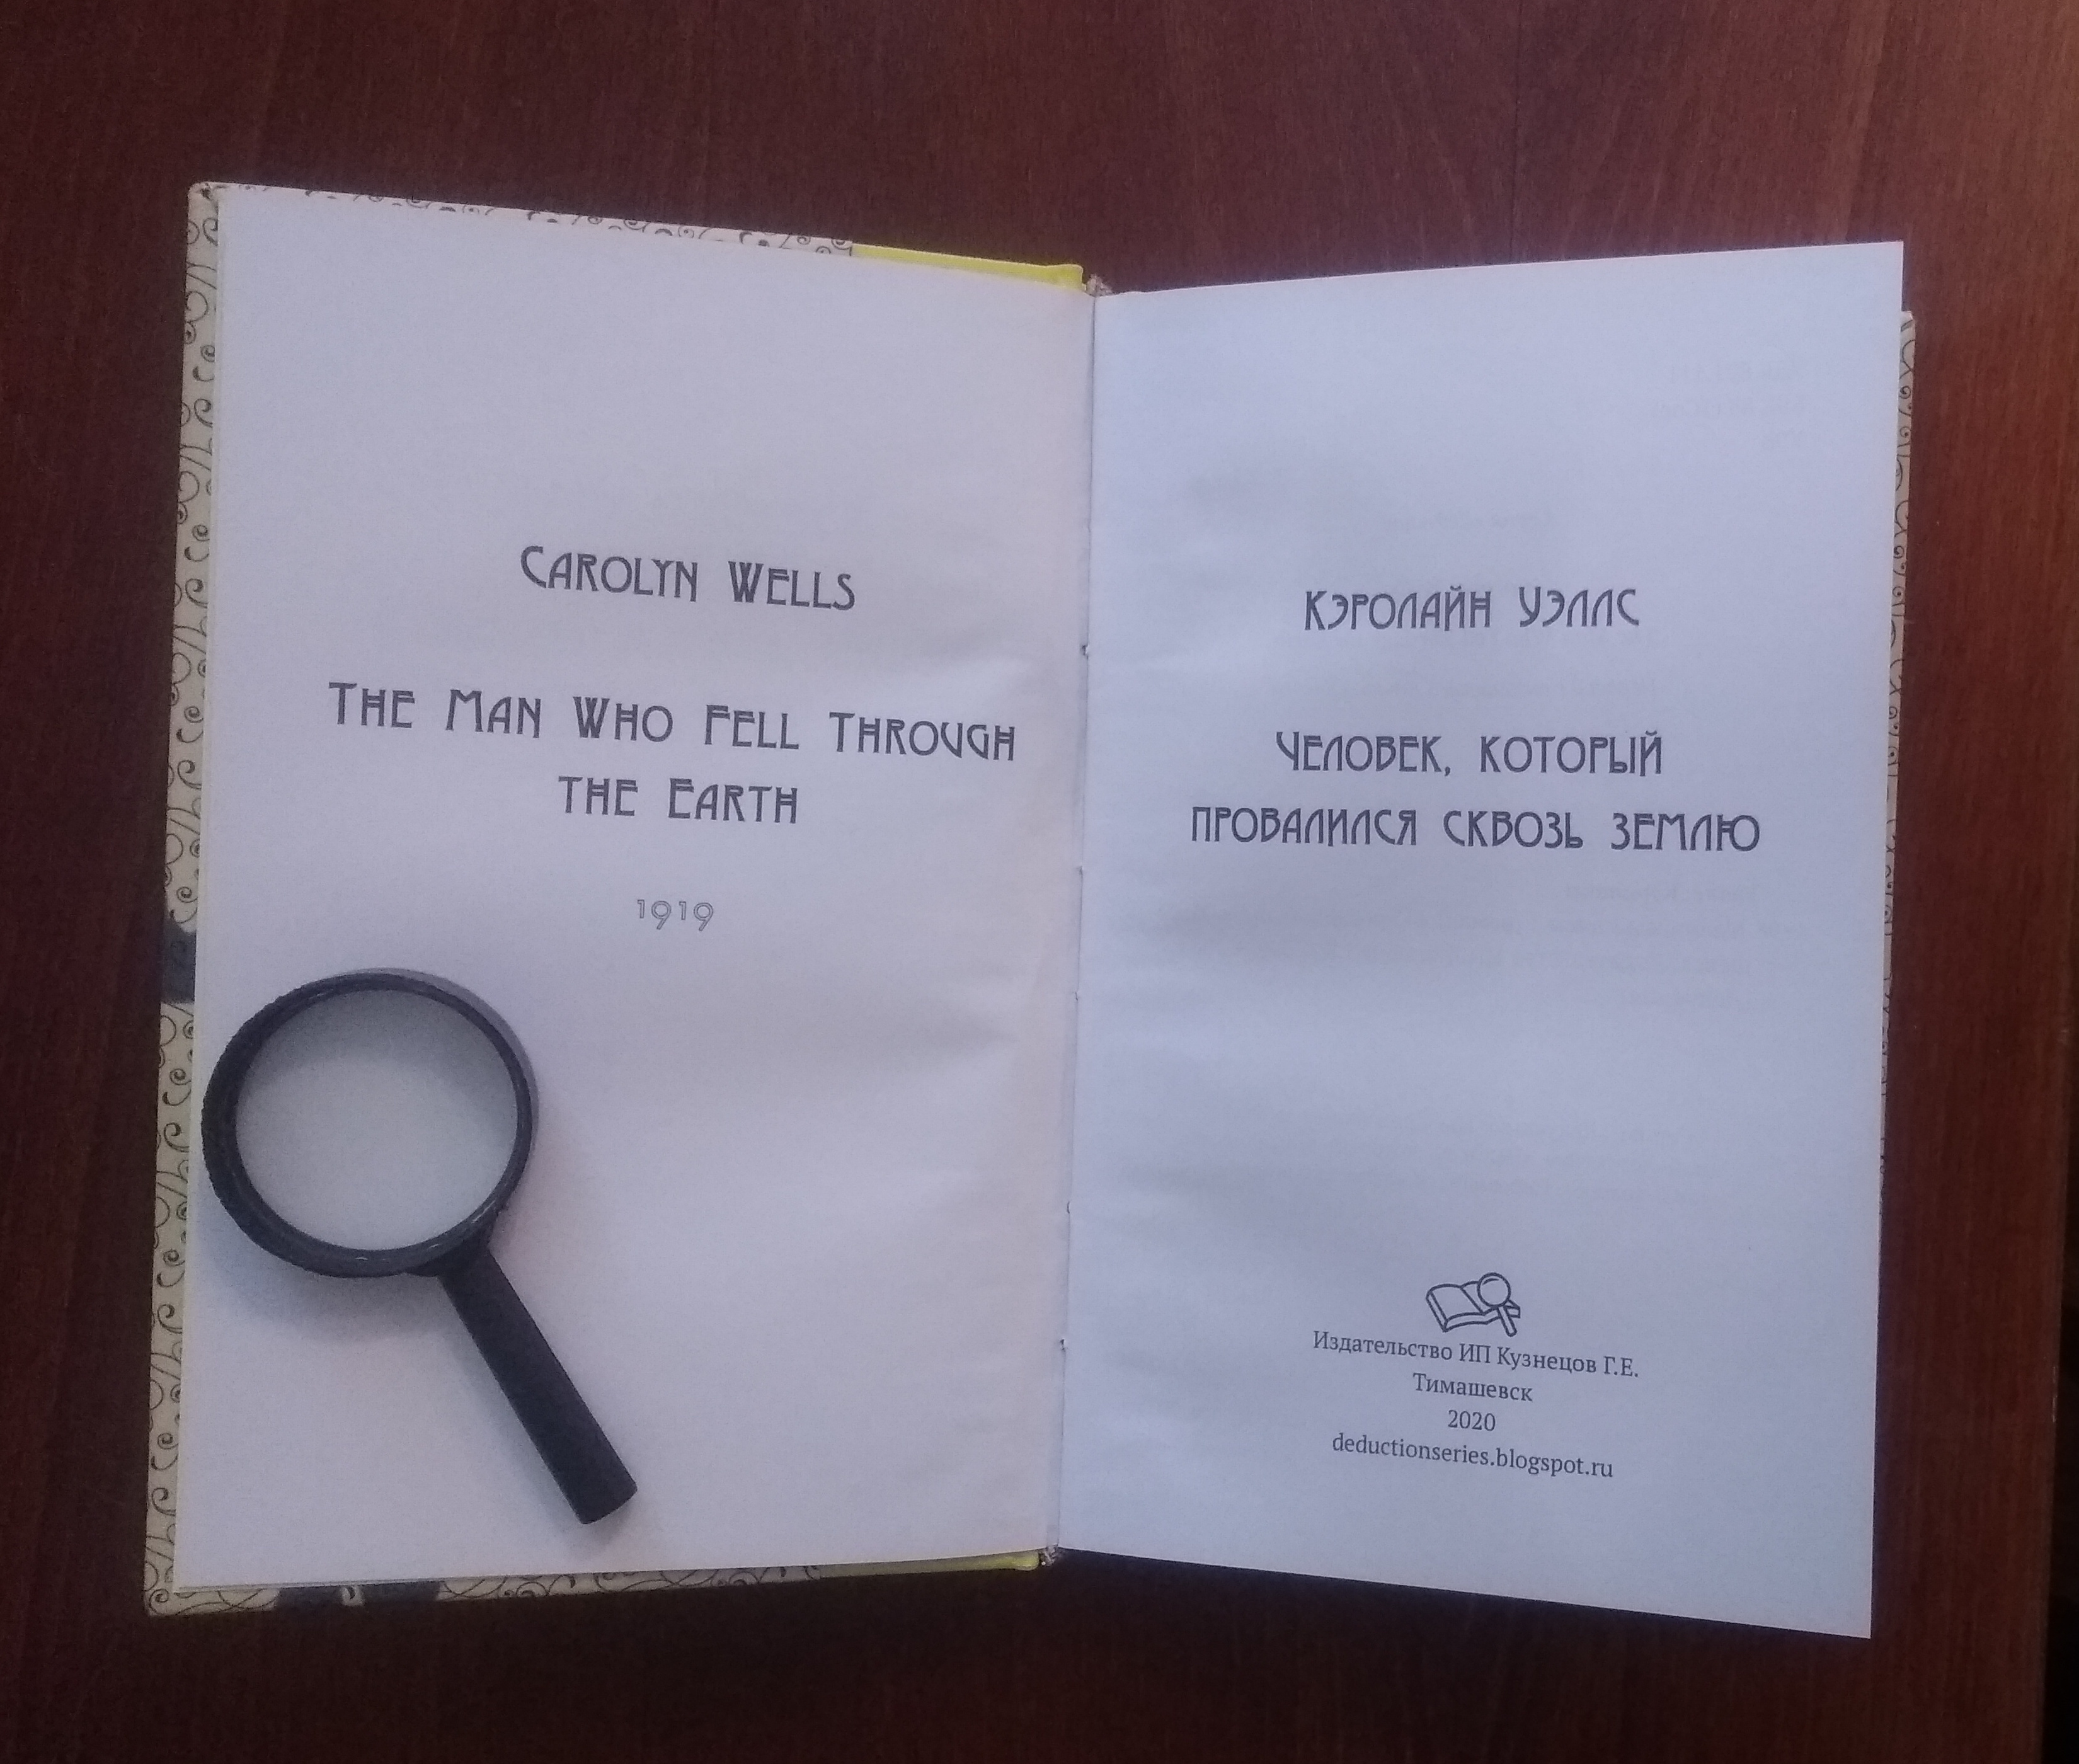 Carolyn Wells
The Man Who Fell Through
the Earth
1919
Кэролайн Уэллс
Человек, который
провалился сквозь землю
Издательство ИП Кузнецов Г.Е.
Тимашевск
2020
deductionseries.blogspot.ru